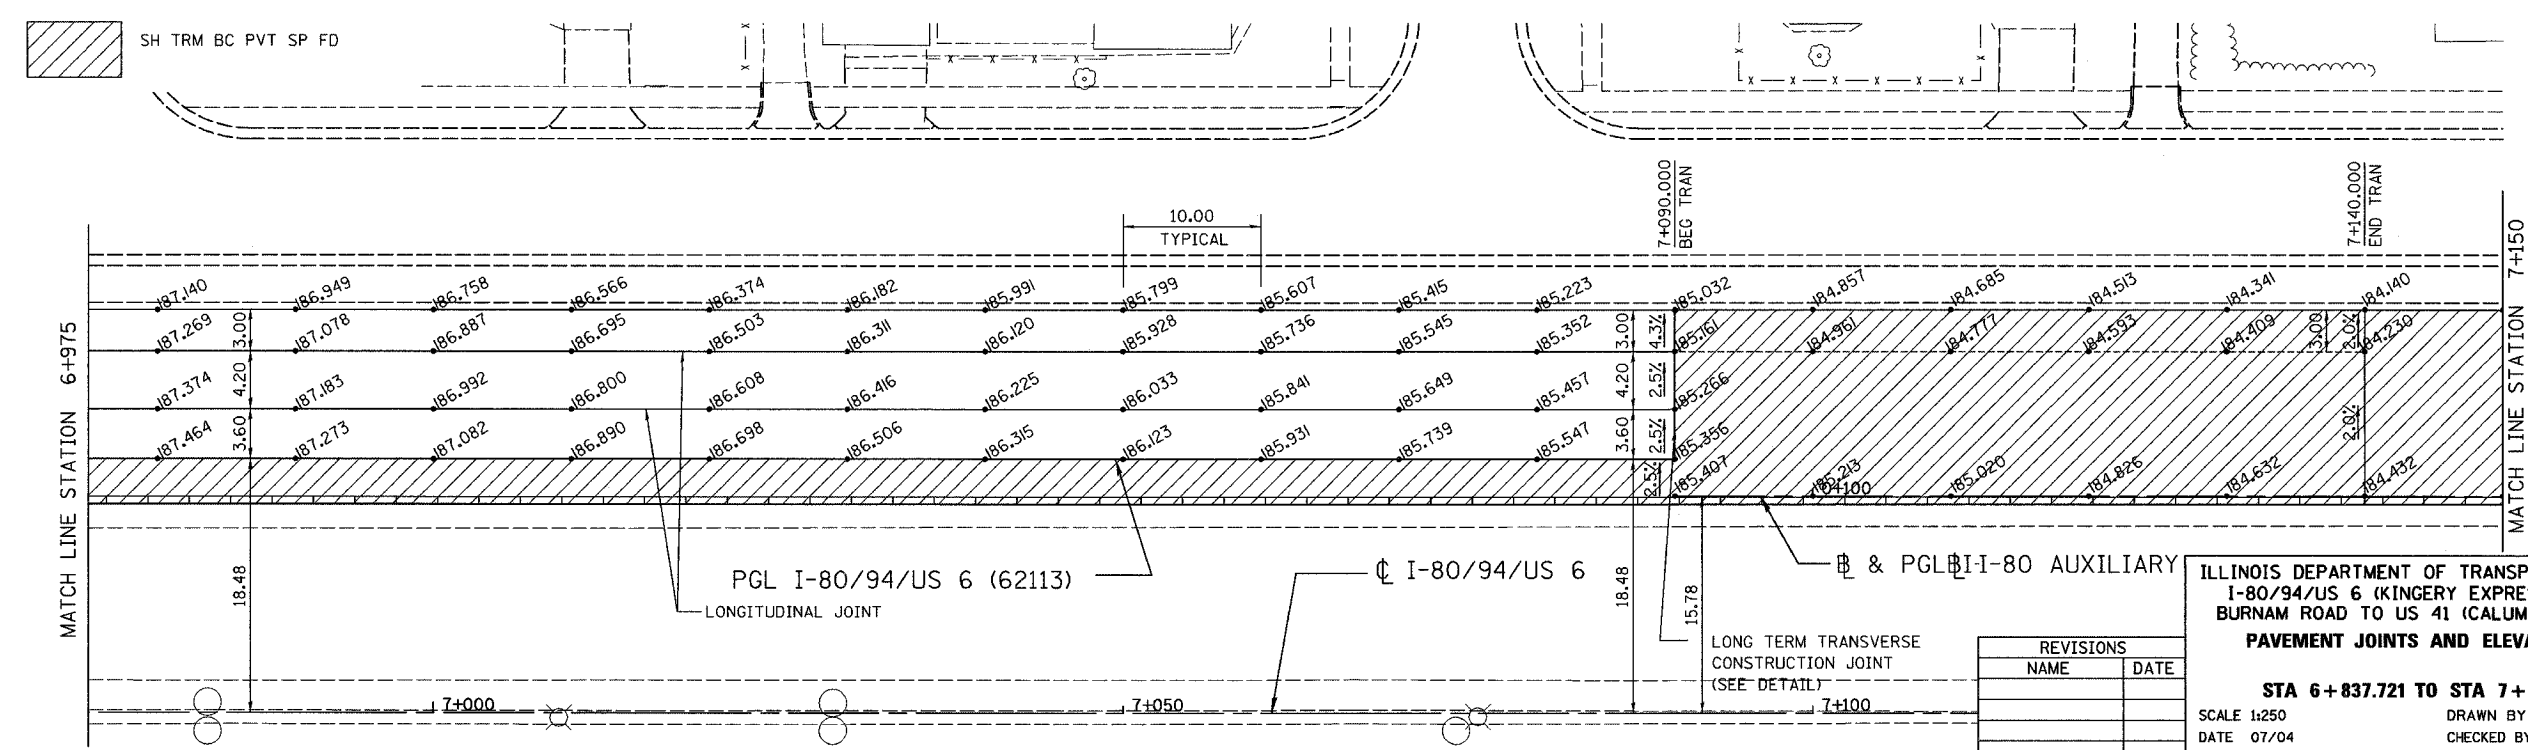 SH TRM BC PVT SP FD
7+090.000
BEG TRAN
7+140.000
END TRAN
10.00
TYPICAL
MATCH LINE STATION 6+975
MATCH LINE STATION 7+150
187.140 186.949 186.758 186.566 186.374 186.182 185.991 185.799 185.607 185.415 185.223 185.032 184.857 184.685 184.513 184.341 184.140
187.269 187.078 186.887 186.695 186.503 186.311 186.120 185.928 185.736 185.545 185.352 185.161 184.961 184.777 184.593 184.409 184.230
3.00 3.00 4.3% 3.00 2.0%
187.374 187.183 186.992 186.800 186.608 186.416 186.225 186.033 185.841 185.649 185.457 185.266
4.20 4.20 2.5%
187.464 187.273 187.082 186.890 186.698 186.506 186.315 186.123 185.931 185.739 185.547 185.356
3.60 3.60 2.5% 2.0%
2.5% 185.407 185.213 185.020 184.826 184.632 184.432
0+100
PGL I-80/94/US 6 (62113)
℄ I-80/94/US 6
& PGL I-80 AUXILIARY
LONGITUDINAL JOINT
18.48
18.48
15.78
LONG TERM TRANSVERSE
CONSTRUCTION JOINT
(SEE DETAIL)
7+000
7+050
7+100
REVISIONS
NAME DATE
ILLINOIS DEPARTMENT OF TRANSP
I-80/94/US 6 (KINGERY EXPRE
BURNAM ROAD TO US 41 (CALUM
PAVEMENT JOINTS AND ELEVA
STA 6+837.721 TO STA 7+
SCALE 1:250 DRAWN BY
DATE 07/04 CHECKED BY